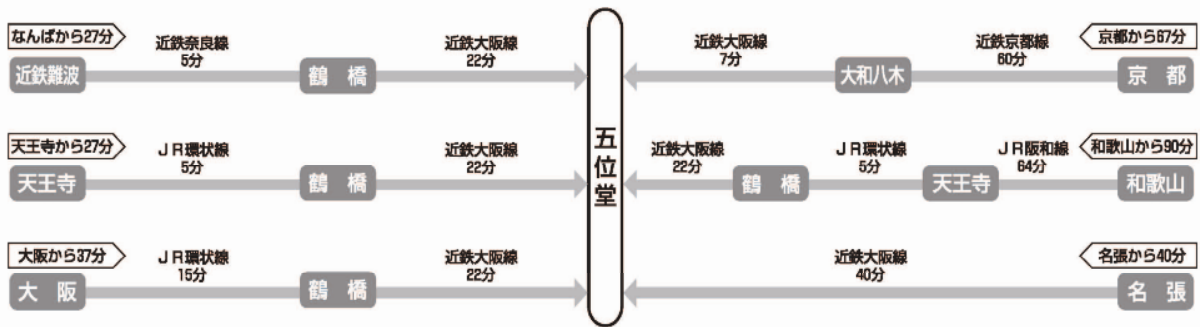 なんばから27分
近鉄難波
近鉄奈良線
5分
鶴橋
近鉄大阪線
22分
天王寺から27分
天王寺
JR環状線
5分
鶴橋
近鉄大阪線
22分
大阪から37分
大阪
JR環状線
15分
鶴橋
近鉄大阪線
22分
五位堂
近鉄大阪線
7分
大和八木
近鉄京都線
60分
京都から67分
京都
近鉄大阪線
22分
鶴橋
JR環状線
5分
天王寺
JR阪和線
64分
和歌山から90分
和歌山
近鉄大阪線
40分
名張から40分
名張